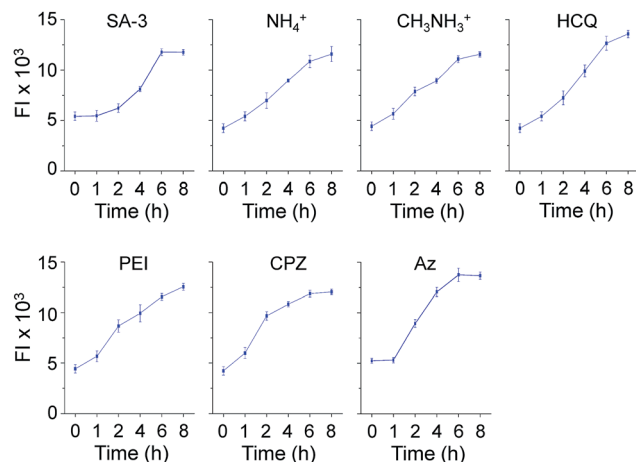 SA-3 NH₄⁺ CH₃NH₃⁺ HCQ
15
10
5
0
FI x 10³
0 1 2 4 6 8 0 1 2 4 6 8 0 1 2 4 6 8 0 1 2 4 6 8
Time (h) Time (h) Time (h) Time (h)
PEI CPZ Az
15
10
5
0
FI x 10³
0 1 2 4 6 8 0 1 2 4 6 8 0 1 2 4 6 8
Time (h) Time (h) Time (h)